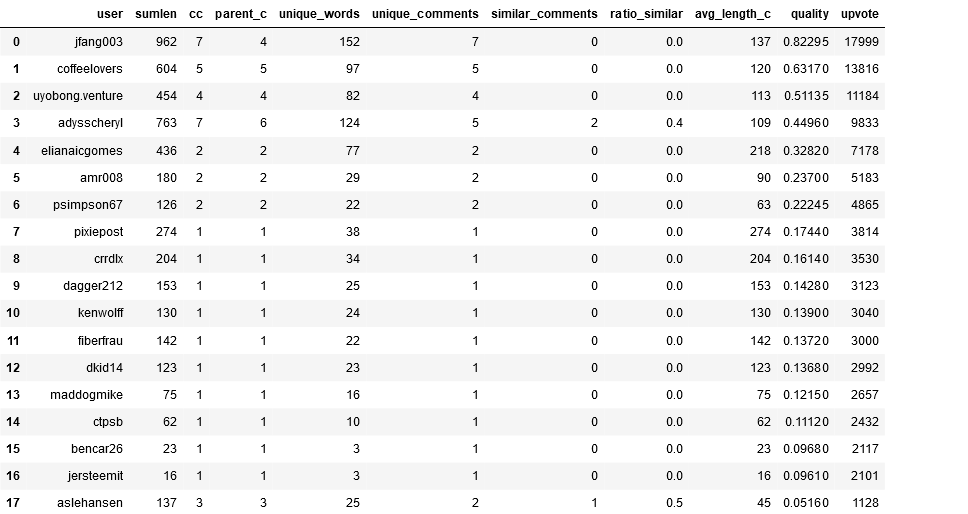 user sumlen cc parent_c unique_words unique_comments similar_comments ratio_similar avg_length_c quality upvote
0 jfang003 962 7 4 152 7 0 0.0 137 0.82295 17999
1 coffeelovers 604 5 5 97 5 0 0.0 120 0.63170 13816
2 uyobong.venture 454 4 4 82 4 0 0.0 113 0.51135 11184
3 adysscheryl 763 7 6 124 5 2 0.4 109 0.44960 9833
4 elianaicgomes 436 2 2 77 2 0 0.0 218 0.32820 7178
5 amr008 180 2 2 29 2 0 0.0 90 0.23700 5183
6 psimpson67 126 2 2 22 2 0 0.0 63 0.22245 4865
7 pixiepost 274 1 1 38 1 0 0.0 274 0.17440 3814
8 crrdlx 204 1 1 34 1 0 0.0 204 0.16140 3530
9 dagger212 153 1 1 25 1 0 0.0 153 0.14280 3123
10 kenwolff 130 1 1 24 1 0 0.0 130 0.13900 3040
11 fiberfrau 142 1 1 22 1 0 0.0 142 0.13720 3000
12 dkid14 123 1 1 23 1 0 0.0 123 0.13680 2992
13 maddogmike 75 1 1 16 1 0 0.0 75 0.12150 2657
14 ctpsb 62 1 1 10 1 0 0.0 62 0.11120 2432
15 bencar26 23 1 1 3 1 0 0.0 23 0.09680 2117
16 jersteemit 16 1 1 3 1 0 0.0 16 0.09610 2101
17 aslehansen 137 3 3 25 2 1 0.5 45 0.05160 1128